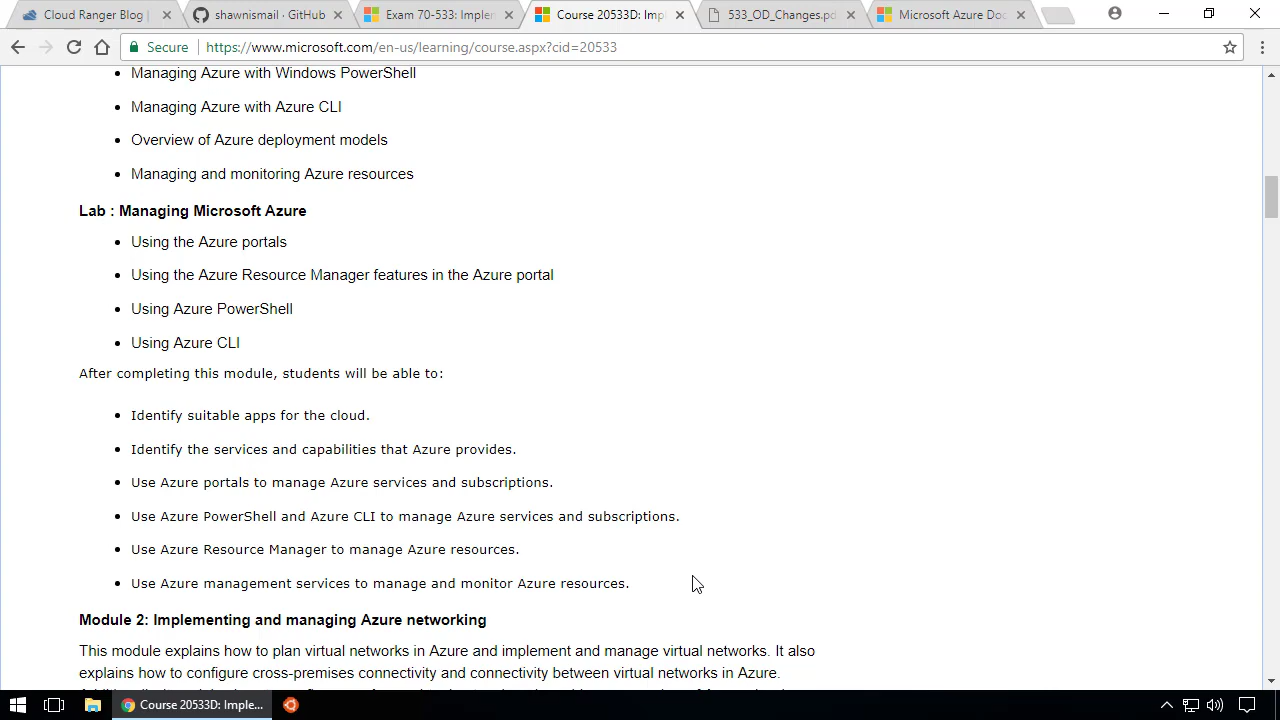 Cloud Ranger Blog |
shawnismail · GitHub
Exam 70-533: Implem
Course 20533D: Impl
533_OD_Changes.pd
Microsoft Azure Doc
Secure
https://www.microsoft.com/en-us/learning/course.aspx?cid=20533
Managing Azure with Windows PowerShell
Managing Azure with Azure CLI
Overview of Azure deployment models
Managing and monitoring Azure resources
Lab : Managing Microsoft Azure
Using the Azure portals
Using the Azure Resource Manager features in the Azure portal
Using Azure PowerShell
Using Azure CLI
After completing this module, students will be able to:
Identify suitable apps for the cloud.
Identify the services and capabilities that Azure provides.
Use Azure portals to manage Azure services and subscriptions.
Use Azure PowerShell and Azure CLI to manage Azure services and subscriptions.
Use Azure Resource Manager to manage Azure resources.
Use Azure management services to manage and monitor Azure resources.
Module 2: Implementing and managing Azure networking
This module explains how to plan virtual networks in Azure and implement and manage virtual networks. It also
explains how to configure cross-premises connectivity and connectivity between virtual networks in Azure.
Course 20533D: Imple...